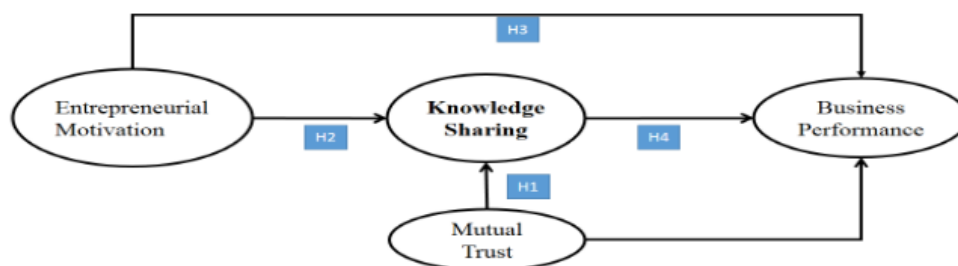 H3
Entrepreneurial
Motivation
H2
Knowledge
Sharing
H4
Business
Performance
H1
Mutual
Trust